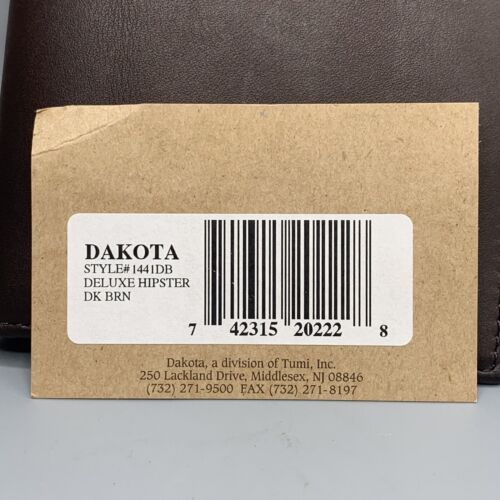 DAKOTA
STYLE# 1441DB
DELUXE HIPSTER
DK BRN
7 42315 20222 8
Dakota, a division of Tumi, Inc.
250 Lackland Drive, Middlesex, NJ 08846
(732) 271-9500 FAX (732) 271-8197